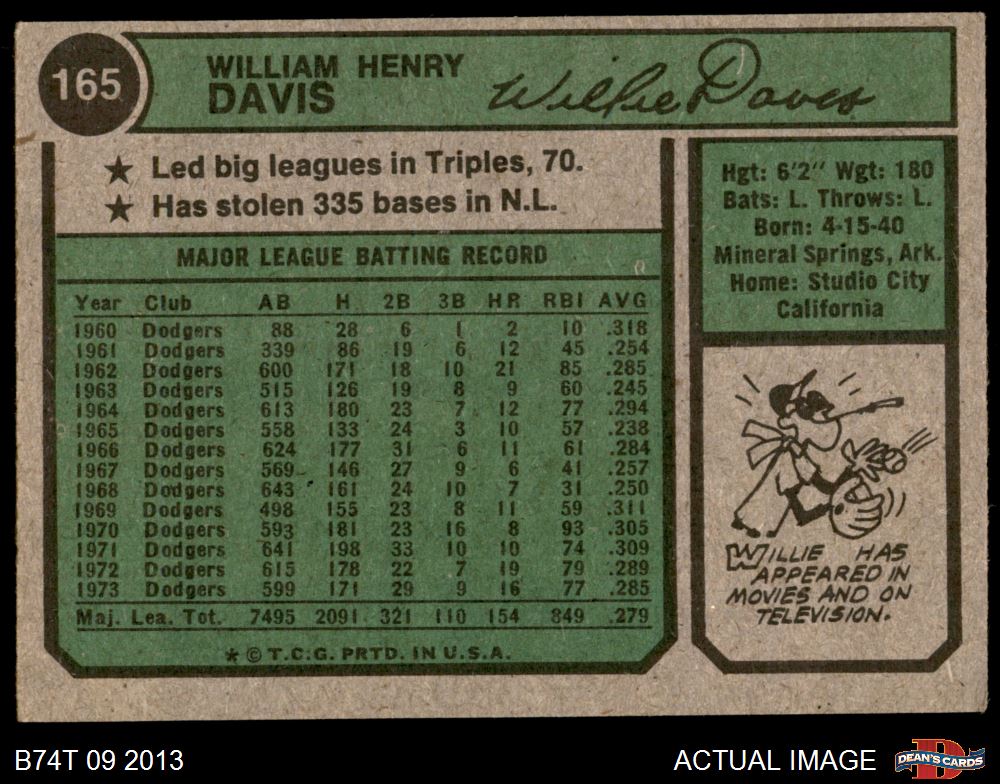 165
WILLIAM HENRY
DAVIS
Willie Davis
★ Led big leagues in Triples, 70.
★ Has stolen 335 bases in N.L.
MAJOR LEAGUE BATTING RECORD
Year Club AB H 2B 3B HR RBI AVG
1960 Dodgers 88 28 6 1 2 10 .318
1961 Dodgers 339 86 19 6 12 45 .254
1962 Dodgers 600 171 18 10 21 85 .285
1963 Dodgers 515 126 19 8 9 60 .245
1964 Dodgers 613 180 23 7 12 77 .294
1965 Dodgers 558 133 24 3 10 57 .238
1966 Dodgers 624 177 31 6 11 61 .284
1967 Dodgers 569 146 27 9 6 41 .257
1968 Dodgers 643 161 24 10 7 31 .250
1969 Dodgers 498 155 23 8 11 59 .311
1970 Dodgers 593 181 23 16 8 93 .305
1971 Dodgers 641 198 33 10 10 74 .309
1972 Dodgers 615 178 22 7 19 79 .289
1973 Dodgers 599 171 29 9 16 77 .285
Maj. Lea. Tot. 7495 2091 321 110 154 849 .279
★ © T.C.G. PRTD. IN U.S.A.
Hgt: 6'2" Wgt: 180
Bats: L. Throws: L.
Born: 4-15-40
Mineral Springs, Ark.
Home: Studio City
California
WILLIE HAS
APPEARED IN
MOVIES AND ON
TELEVISION.
B74T 09 2013
ACTUAL IMAGE
DEAN'S CARDS